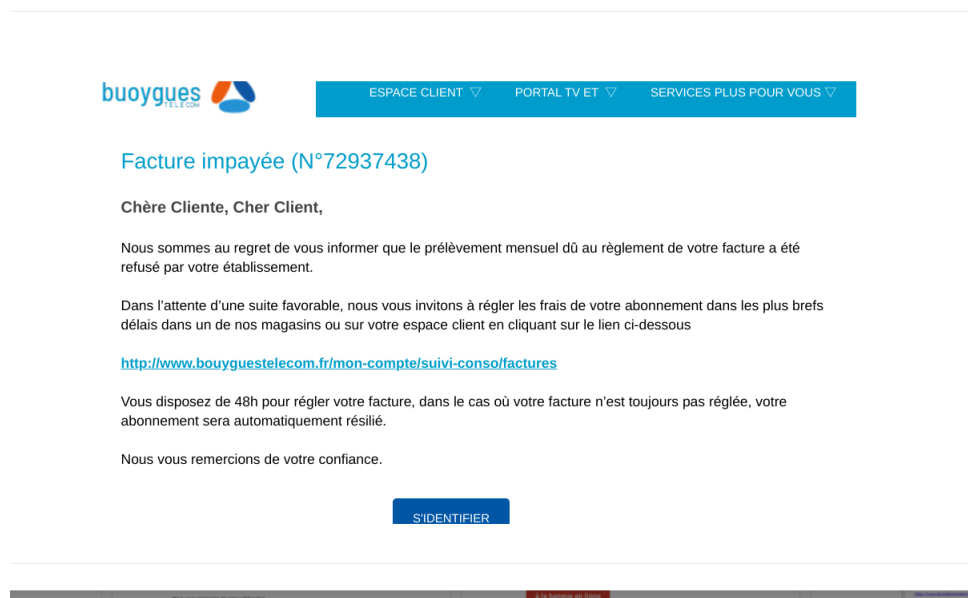 buoygues
TELECOM
ESPACE CLIENT ▽ PORTAL TV ET ▽ SERVICES PLUS POUR VOUS ▽
Facture impayée (N°72937438)
Chère Cliente, Cher Client,
Nous sommes au regret de vous informer que le prélèvement mensuel dû au règlement de votre facture a été
refusé par votre établissement.
Dans l'attente d'une suite favorable, nous vous invitons à régler les frais de votre abonnement dans les plus brefs
délais dans un de nos magasins ou sur votre espace client en cliquant sur le lien ci-dessous
http://www.bouyguestelecom.fr/mon-compte/suivi-conso/factures
Vous disposez de 48h pour régler votre facture, dans le cas où votre facture n'est toujours pas réglée, votre
abonnement sera automatiquement résilié.
Nous vous remercions de votre confiance.
S'IDENTIFIER
à la banque en ligne